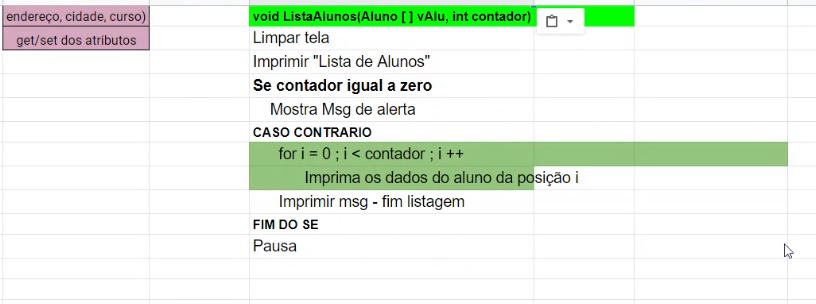 endereço, cidade, curso)
get/set dos atributos
void ListaAlunos(Aluno [ ] vAlu, int contador)
Limpar tela
Imprimir "Lista de Alunos"
Se contador igual a zero
Mostra Msg de alerta
CASO CONTRARIO
for i = 0 ; i < contador ; i ++
Imprima os dados do aluno da posição i
Imprimir msg - fim listagem
FIM DO SE
Pausa